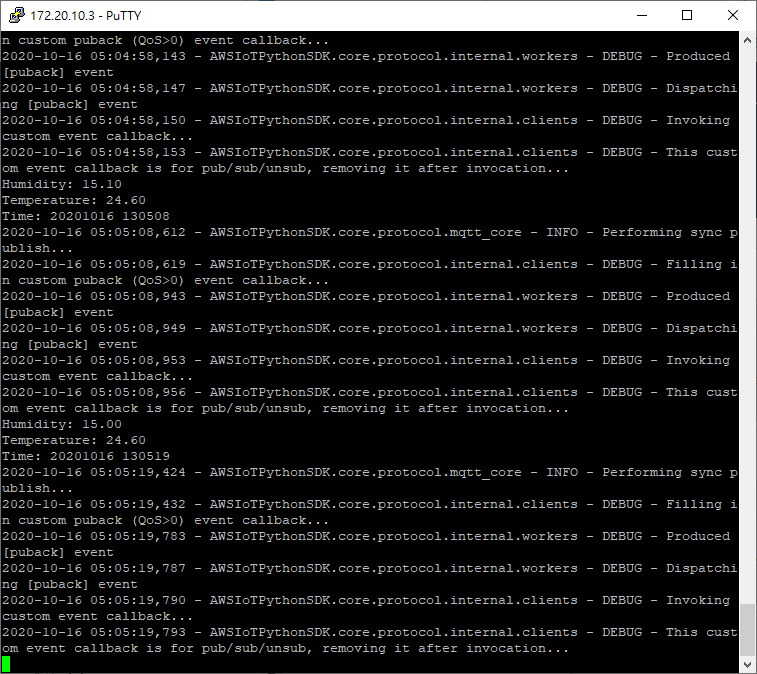 172.20.10.3 - PuTTY
n custom puback (QoS>0) event callback...
2020-10-16 05:04:58,143 - AWSIoTPythonSDK.core.protocol.internal.workers - DEBUG - Produced
[puback] event
2020-10-16 05:04:58,147 - AWSIoTPythonSDK.core.protocol.internal.workers - DEBUG - Dispatchi
ng [puback] event
2020-10-16 05:04:58,150 - AWSIoTPythonSDK.core.protocol.internal.clients - DEBUG - Invoking
custom event callback...
2020-10-16 05:04:58,153 - AWSIoTPythonSDK.core.protocol.internal.clients - DEBUG - This cust
om event callback is for pub/sub/unsub, removing it after invocation...
Humidity: 15.10
Temperature: 24.60
Time: 20201016 130508
2020-10-16 05:05:08,612 - AWSIoTPythonSDK.core.protocol.mqtt_core - INFO - Performing sync p
ublish...
2020-10-16 05:05:08,619 - AWSIoTPythonSDK.core.protocol.internal.clients - DEBUG - Filling i
n custom puback (QoS>0) event callback...
2020-10-16 05:05:08,943 - AWSIoTPythonSDK.core.protocol.internal.workers - DEBUG - Produced
[puback] event
2020-10-16 05:05:08,949 - AWSIoTPythonSDK.core.protocol.internal.workers - DEBUG - Dispatchi
ng [puback] event
2020-10-16 05:05:08,953 - AWSIoTPythonSDK.core.protocol.internal.clients - DEBUG - Invoking
custom event callback...
2020-10-16 05:05:08,956 - AWSIoTPythonSDK.core.protocol.internal.clients - DEBUG - This cust
om event callback is for pub/sub/unsub, removing it after invocation...
Humidity: 15.00
Temperature: 24.60
Time: 20201016 130519
2020-10-16 05:05:19,424 - AWSIoTPythonSDK.core.protocol.mqtt_core - INFO - Performing sync p
ublish...
2020-10-16 05:05:19,432 - AWSIoTPythonSDK.core.protocol.internal.clients - DEBUG - Filling i
n custom puback (QoS>0) event callback...
2020-10-16 05:05:19,783 - AWSIoTPythonSDK.core.protocol.internal.workers - DEBUG - Produced
[puback] event
2020-10-16 05:05:19,787 - AWSIoTPythonSDK.core.protocol.internal.workers - DEBUG - Dispatchi
ng [puback] event
2020-10-16 05:05:19,790 - AWSIoTPythonSDK.core.protocol.internal.clients - DEBUG - Invoking
custom event callback...
2020-10-16 05:05:19,793 - AWSIoTPythonSDK.core.protocol.internal.clients - DEBUG - This cust
om event callback is for pub/sub/unsub, removing it after invocation...